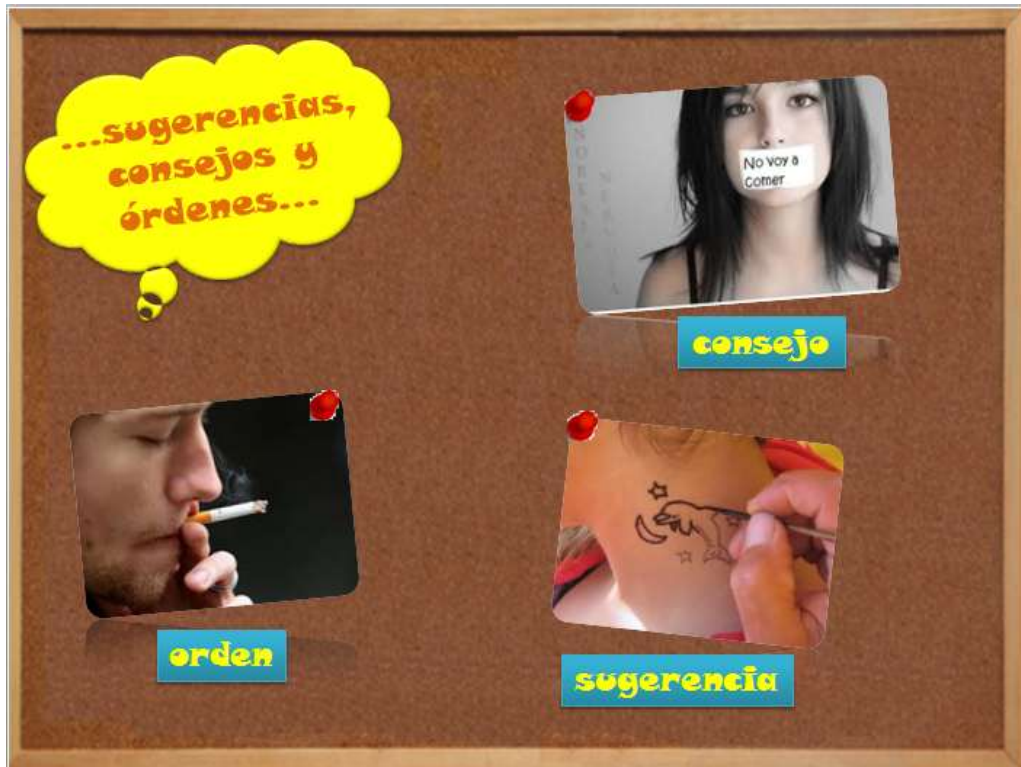 ...sugerencias,
consejos y
órdenes...
No voy a
comer
consejo
orden
sugerencia